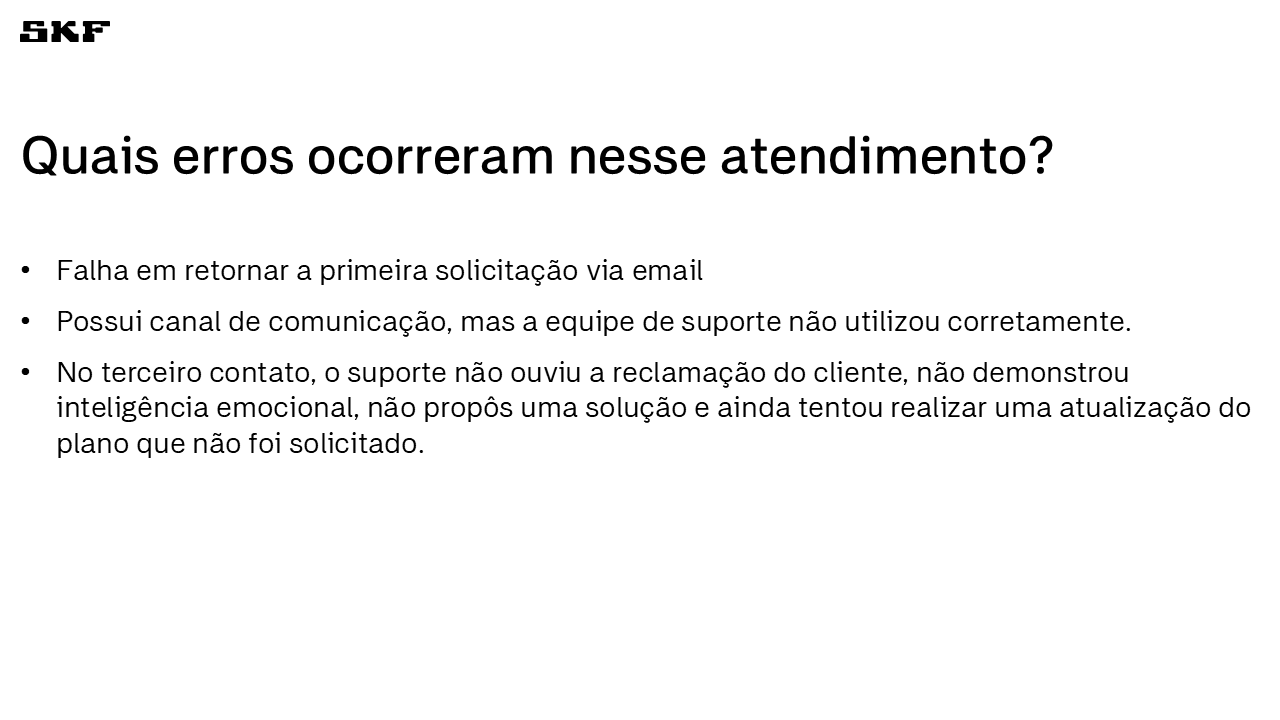 SKF
Quais erros ocorreram nesse atendimento?
• Falha em retornar a primeira solicitação via email
• Possui canal de comunicação, mas a equipe de suporte não utilizou corretamente.
• No terceiro contato, o suporte não ouviu a reclamação do cliente, não demonstrou
inteligência emocional, não propôs uma solução e ainda tentou realizar uma atualização do
plano que não foi solicitado.